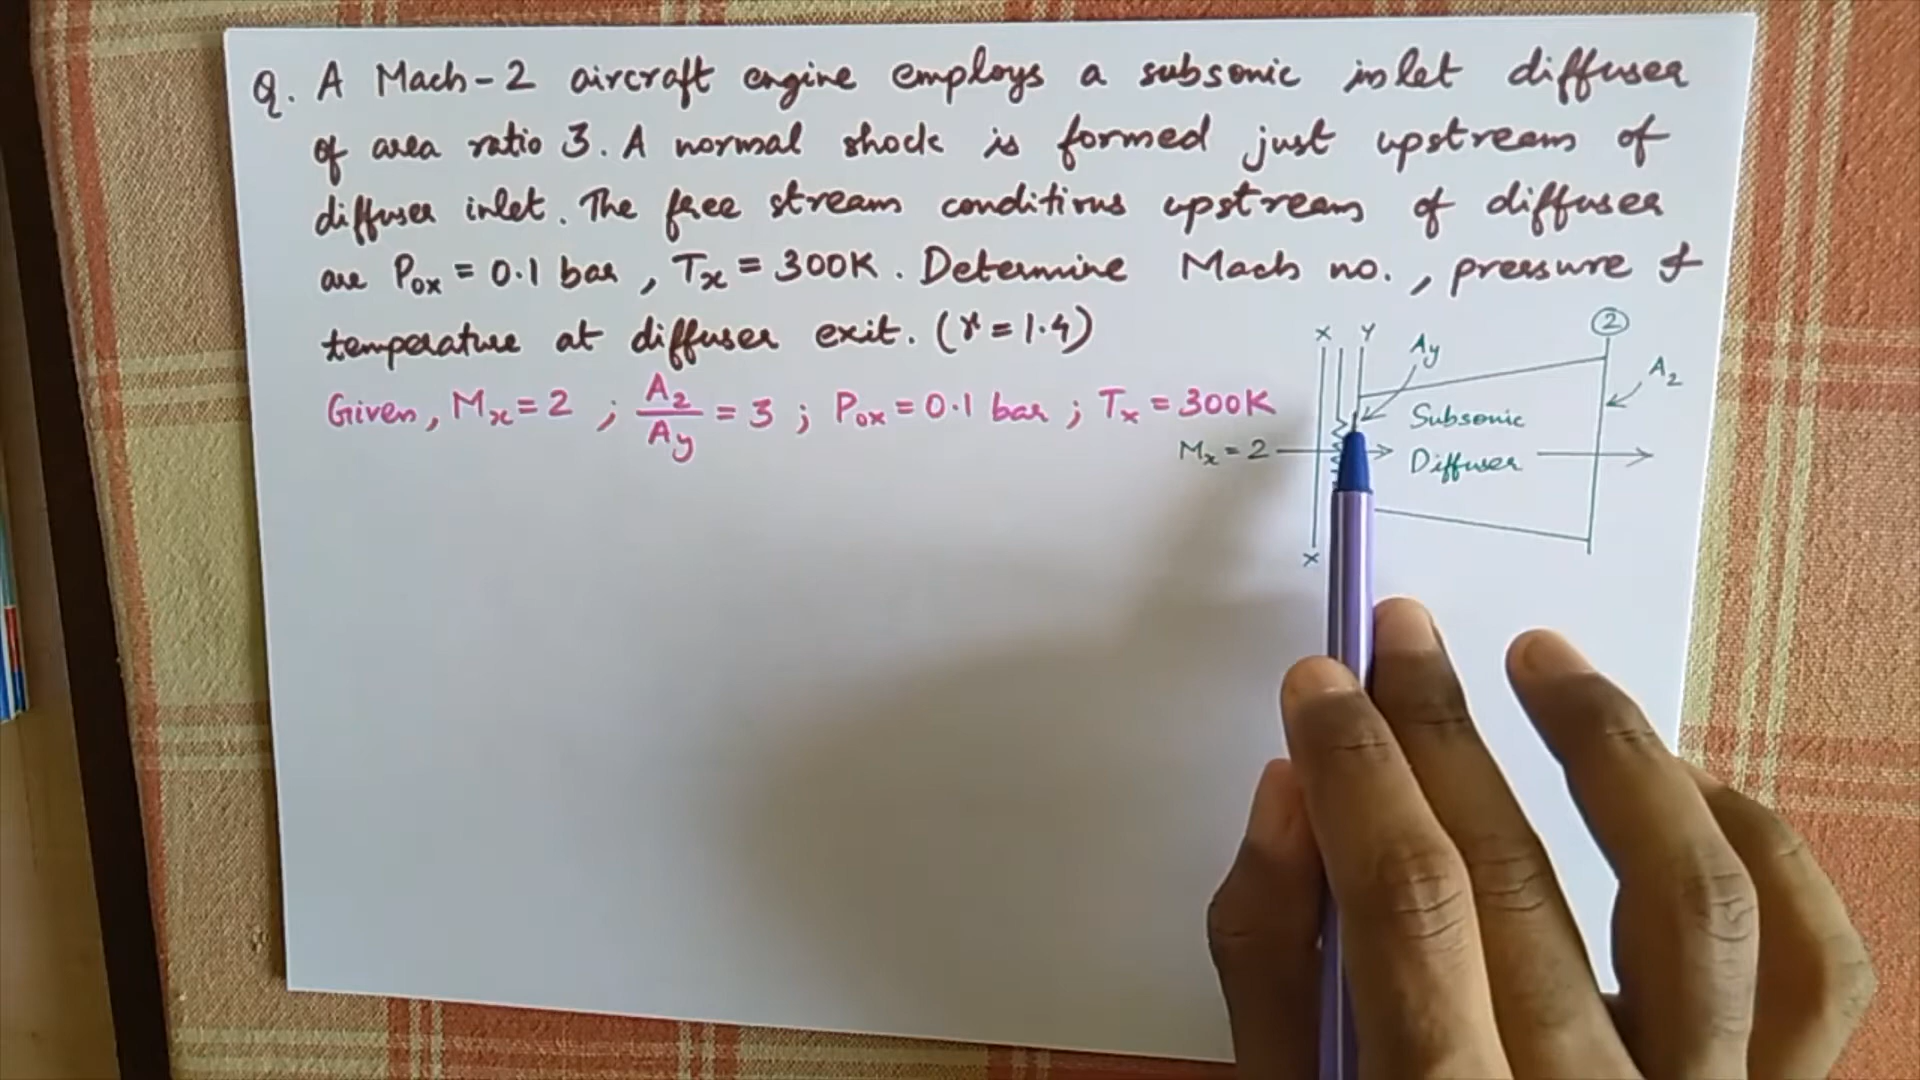 Q. A Mach-2 aircraft engine employs a subsonic inlet diffuser
of area ratio 3. A normal shock is formed just upstream of
diffuser inlet. The free stream conditions upstream of diffuser
are Pox = 0.1 bar, Tx = 300K. Determine Mach no., pressure &
temperature at diffuser exit. (γ = 1.4)
Given, Mx = 2 ; A2/Ay = 3 ; Pox = 0.1 bar ; Tx = 300K
X Y Ay 2
A2
Subsonic
Mx = 2
Diffuser
X